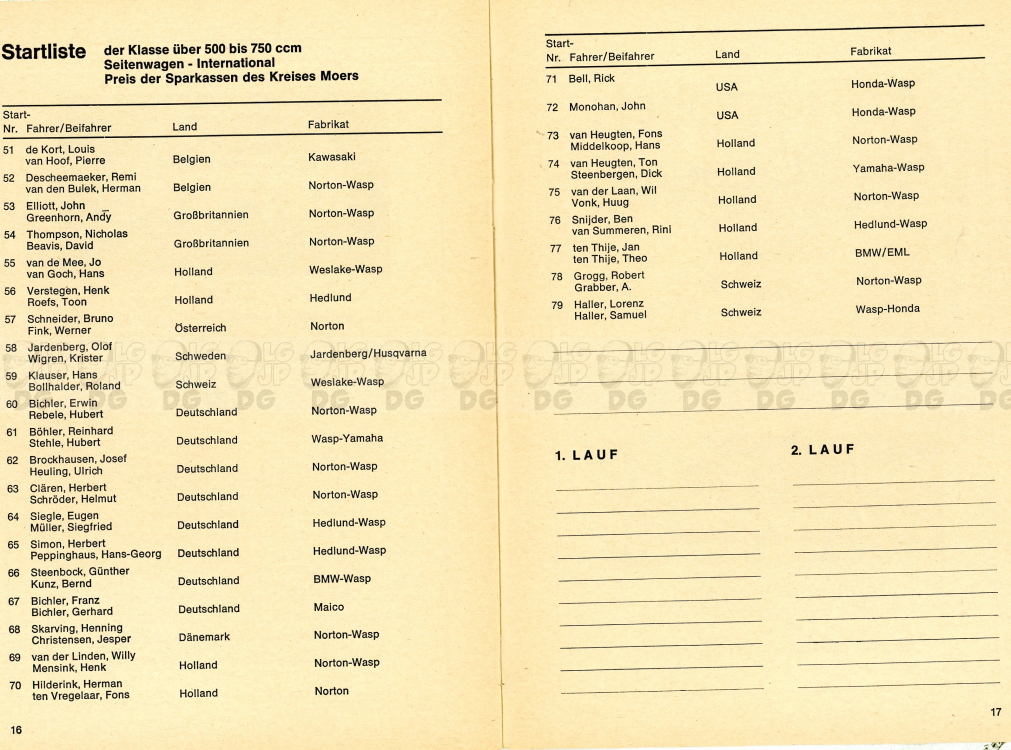 Startliste der Klasse über 500 bis 750 ccm
Seitenwagen - International
Preis der Sparkassen des Kreises Moers
Start-
Nr. Fahrer/Beifahrer Land Fabrikat
51 de Kort, Louis
van Hoof, Pierre Belgien Kawasaki
52 Descheemaeker, Remi
van den Bulek, Herman Belgien Norton-Wasp
53 Elliott, John
Greenhorn, Andy Großbritannien Norton-Wasp
54 Thompson, Nicholas
Beavis, David Großbritannien Norton-Wasp
55 van de Mee, Jo
van Goch, Hans Holland Weslake-Wasp
56 Verstegen, Henk
Roefs, Toon Holland Hedlund
57 Schneider, Bruno
Fink, Werner Österreich Norton
58 Jardenberg, Olof
Wigren, Krister Schweden Jardenberg/Husqvarna
59 Klauser, Hans
Bollhalder, Roland Schweiz Weslake-Wasp
60 Bichler, Erwin
Rebele, Hubert Deutschland Norton-Wasp
61 Böhler, Reinhard
Stehle, Hubert Deutschland Wasp-Yamaha
62 Brockhausen, Josef
Heuling, Ulrich Deutschland Norton-Wasp
63 Clären, Herbert
Schröder, Helmut Deutschland Norton-Wasp
64 Siegle, Eugen
Müller, Siegfried Deutschland Hedlund-Wasp
65 Simon, Herbert
Peppinghaus, Hans-Georg Deutschland Hedlund-Wasp
66 Steenbock, Günther
Kunz, Bernd Deutschland BMW-Wasp
67 Bichler, Franz
Bichler, Gerhard Deutschland Maico
68 Skarving, Henning
Christensen, Jesper Dänemark Norton-Wasp
69 van der Linden, Willy
Mensink, Henk Holland Norton-Wasp
70 Hilderink, Herman
ten Vregelaar, Fons Holland Norton
16
Start-
Nr. Fahrer/Beifahrer Land Fabrikat
71 Bell, Rick
USA Honda-Wasp
72 Monohan, John
USA Honda-Wasp
73 van Heugten, Fons
Middelkoop, Hans Holland Norton-Wasp
74 van Heugten, Ton
Steenbergen, Dick Holland Yamaha-Wasp
75 van der Laan, Wil
Vonk, Huug Holland Norton-Wasp
76 Snijder, Ben
van Summeren, Rini Holland Hedlund-Wasp
77 ten Thije, Jan
ten Thije, Theo Holland BMW/EML
78 Grogg, Robert
Grabber, A. Schweiz Norton-Wasp
79 Haller, Lorenz
Haller, Samuel Schweiz Wasp-Honda
1. LAUF 2. LAUF
17